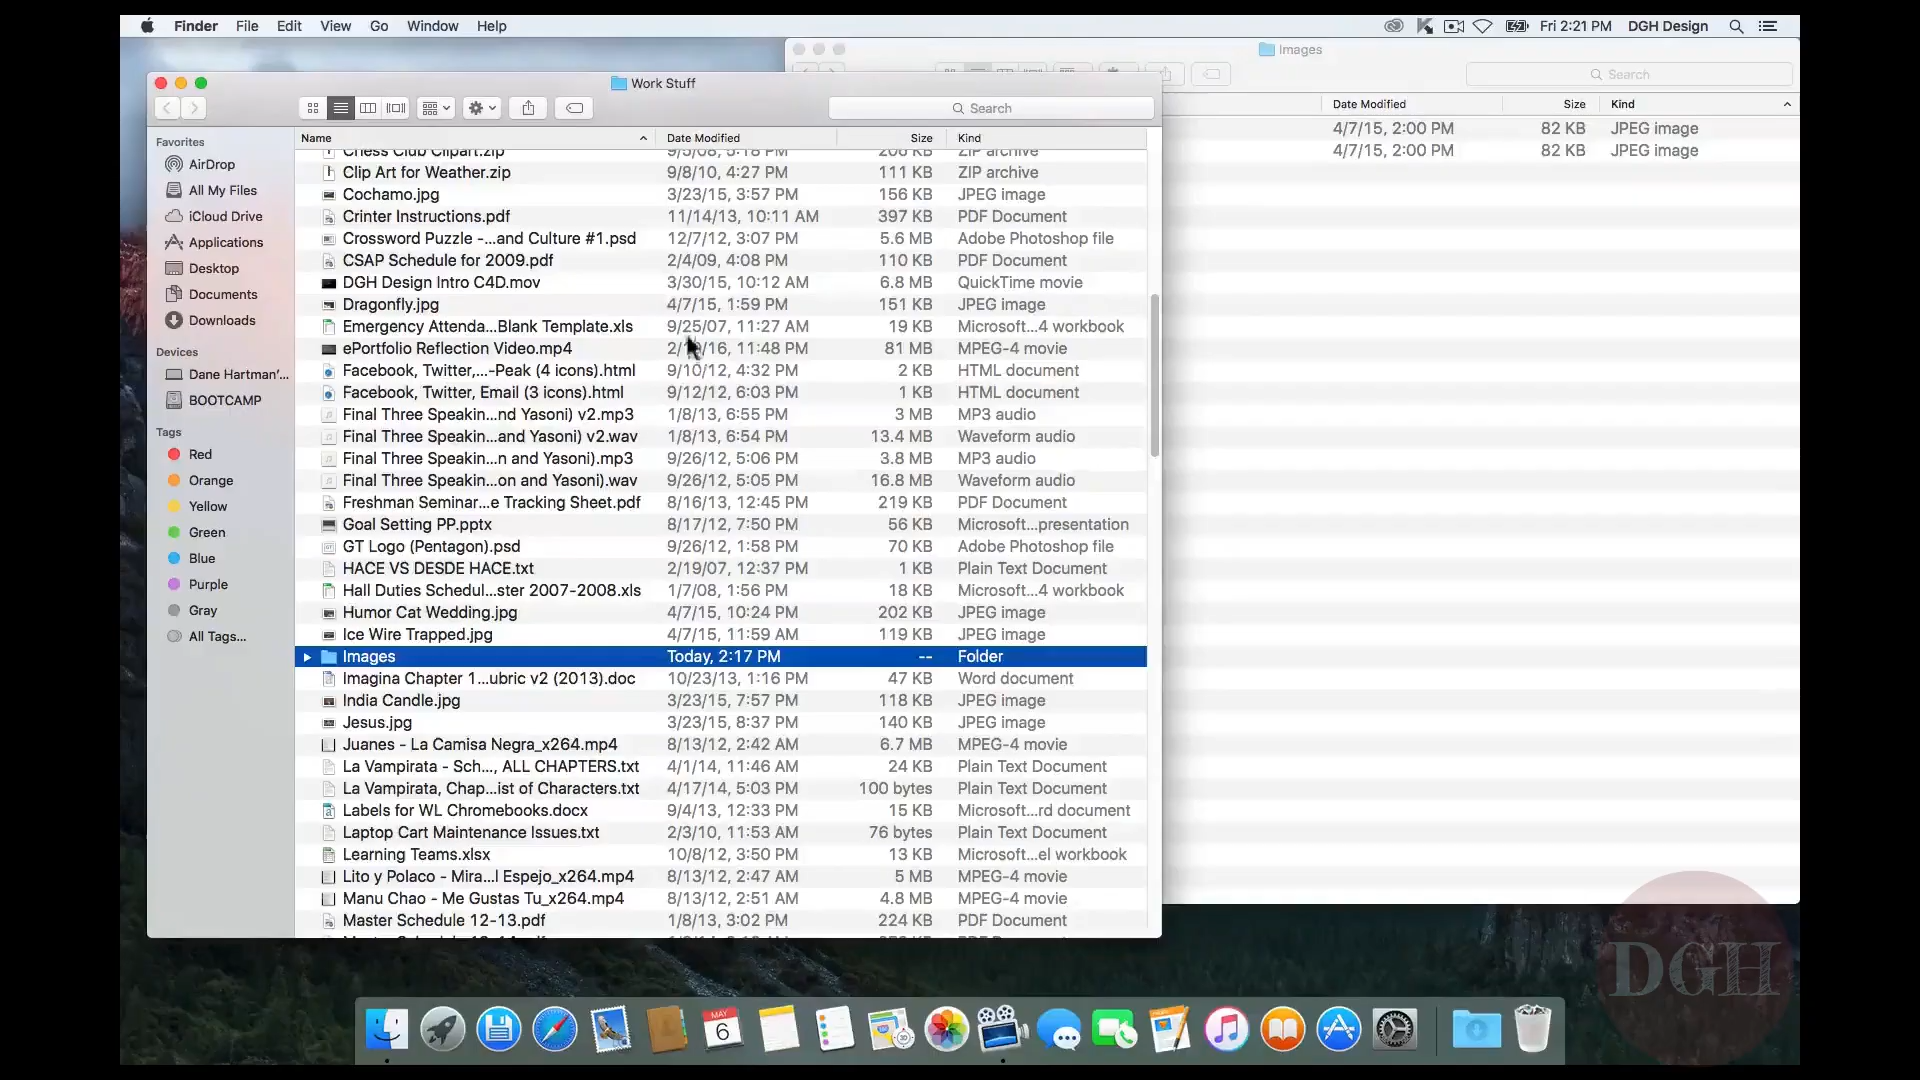 Finder File Edit View Go Window Help Fri 2:21 PM DGH Design
Images
Search
Date Modified Size Kind
4/7/15, 2:00 PM 82 KB JPEG image
4/7/15, 2:00 PM 82 KB JPEG image
Work Stuff
Search
Favorites
AirDrop
All My Files
iCloud Drive
Applications
Desktop
Documents
Downloads
Devices
Dane Hartman'...
BOOTCAMP
Tags
Red
Orange
Yellow
Green
Blue
Purple
Gray
All Tags...
Name Date Modified Size Kind
Chess Club Clipart.zip 9/5/08, 5:18 PM 206 KB ZIP archive
Clip Art for Weather.zip 9/8/10, 4:27 PM 111 KB ZIP archive
Cochamo.jpg 3/23/15, 3:57 PM 156 KB JPEG image
Crinter Instructions.pdf 11/14/13, 10:11 AM 397 KB PDF Document
Crossword Puzzle -...and Culture #1.psd 12/7/12, 3:07 PM 5.6 MB Adobe Photoshop file
CSAP Schedule for 2009.pdf 2/4/09, 4:08 PM 110 KB PDF Document
DGH Design Intro C4D.mov 3/30/15, 10:12 AM 6.8 MB QuickTime movie
Dragonfly.jpg 4/7/15, 1:59 PM 151 KB JPEG image
Emergency Attenda...Blank Template.xls 9/25/07, 11:27 AM 19 KB Microsoft...4 workbook
ePortfolio Reflection Video.mp4 11:48 PM 81 MB MPEG-4 movie
Facebook, Twitter,...-Peak (4 icons).html 9/10/12, 4:32 PM 2 KB HTML document
Facebook, Twitter, Email (3 icons).html 9/12/12, 6:03 PM 1 KB HTML document
Final Three Speakin...nd Yasoni) v2.mp3 1/8/13, 6:55 PM 3 MB MP3 audio
Final Three Speakin...and Yasoni) v2.wav 1/8/13, 6:54 PM 13.4 MB Waveform audio
Final Three Speakin...n and Yasoni).mp3 9/26/12, 5:06 PM 3.8 MB MP3 audio
Final Three Speakin...on and Yasoni).wav 9/26/12, 5:05 PM 16.8 MB Waveform audio
Freshman Seminar...e Tracking Sheet.pdf 8/16/13, 12:45 PM 219 KB PDF Document
Goal Setting PP.pptx 8/17/12, 7:50 PM 56 KB Microsoft...presentation
GT Logo (Pentagon).psd 9/26/12, 1:58 PM 70 KB Adobe Photoshop file
HACE VS DESDE HACE.txt 2/19/07, 12:37 PM 1 KB Plain Text Document
Hall Duties Schedul...ster 2007-2008.xls 1/7/08, 1:56 PM 18 KB Microsoft...4 workbook
Humor Cat Wedding.jpg 4/7/15, 10:24 PM 202 KB JPEG image
Ice Wire Trapped.jpg 4/7/15, 11:59 AM 119 KB JPEG image
Images Today, 2:17 PM -- Folder
Imagina Chapter 1...ubric v2 (2013).doc 10/23/13, 1:16 PM 47 KB Word document
India Candle.jpg 3/23/15, 7:57 PM 118 KB JPEG image
Jesus.jpg 3/23/15, 8:37 PM 140 KB JPEG image
Juanes - La Camisa Negra_x264.mp4 8/13/12, 2:42 AM 6.7 MB MPEG-4 movie
La Vampirata - Sch..., ALL CHAPTERS.txt 4/1/14, 11:46 AM 24 KB Plain Text Document
La Vampirata, Chap...ist of Characters.txt 4/17/14, 5:03 PM 100 bytes Plain Text Document
Labels for WL Chromebooks.docx 9/4/13, 12:33 PM 15 KB Microsoft...rd document
Laptop Cart Maintenance Issues.txt 2/3/10, 11:53 AM 76 bytes Plain Text Document
Learning Teams.xlsx 10/8/12, 3:50 PM 13 KB Microsoft...el workbook
Lito y Polaco - Mira...l Espejo_x264.mp4 8/13/12, 2:47 AM 5 MB MPEG-4 movie
Manu Chao - Me Gustas Tu_x264.mp4 8/13/12, 2:51 AM 4.8 MB MPEG-4 movie
Master Schedule 12-13.pdf 1/8/13, 3:02 PM 224 KB PDF Document
DGH
MAY
6